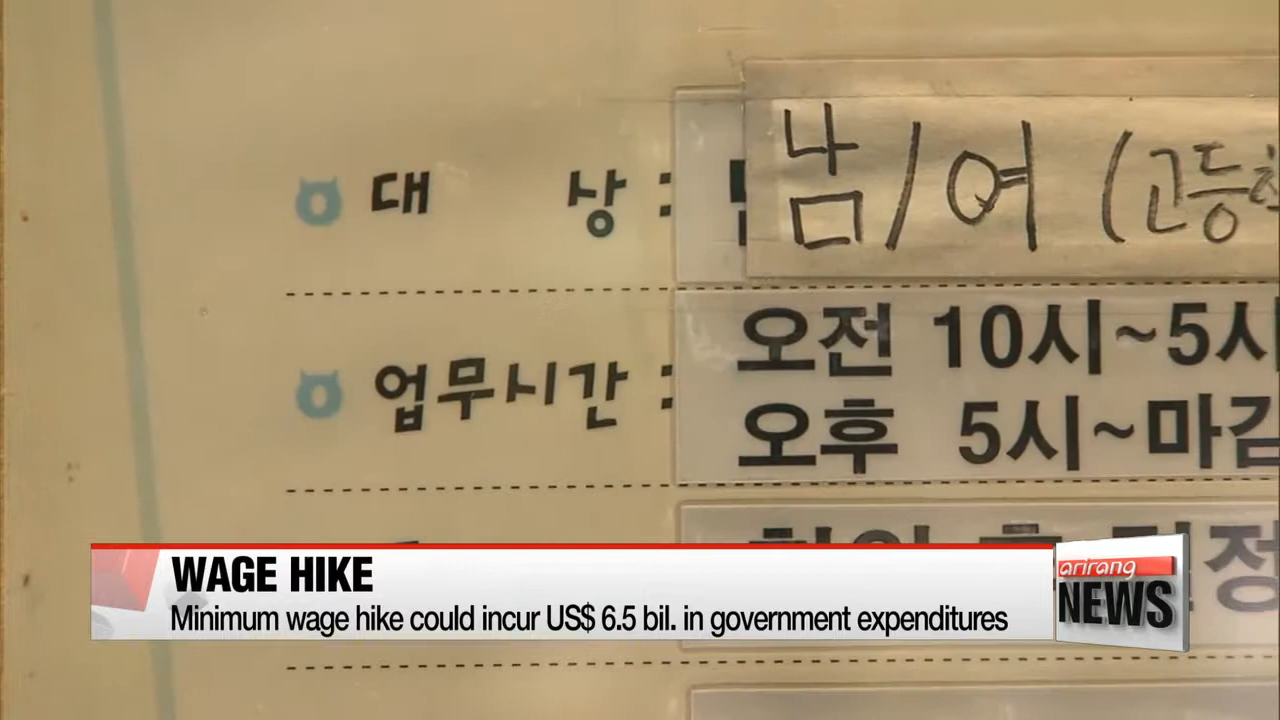 대 상 : 남/여 (고등
업무시간 : 오전 10시~5시
오후 5시~마감
WAGE HIKE
Minimum wage hike could incur US$ 6.5 bil. in government expenditures
arirang
NEWS